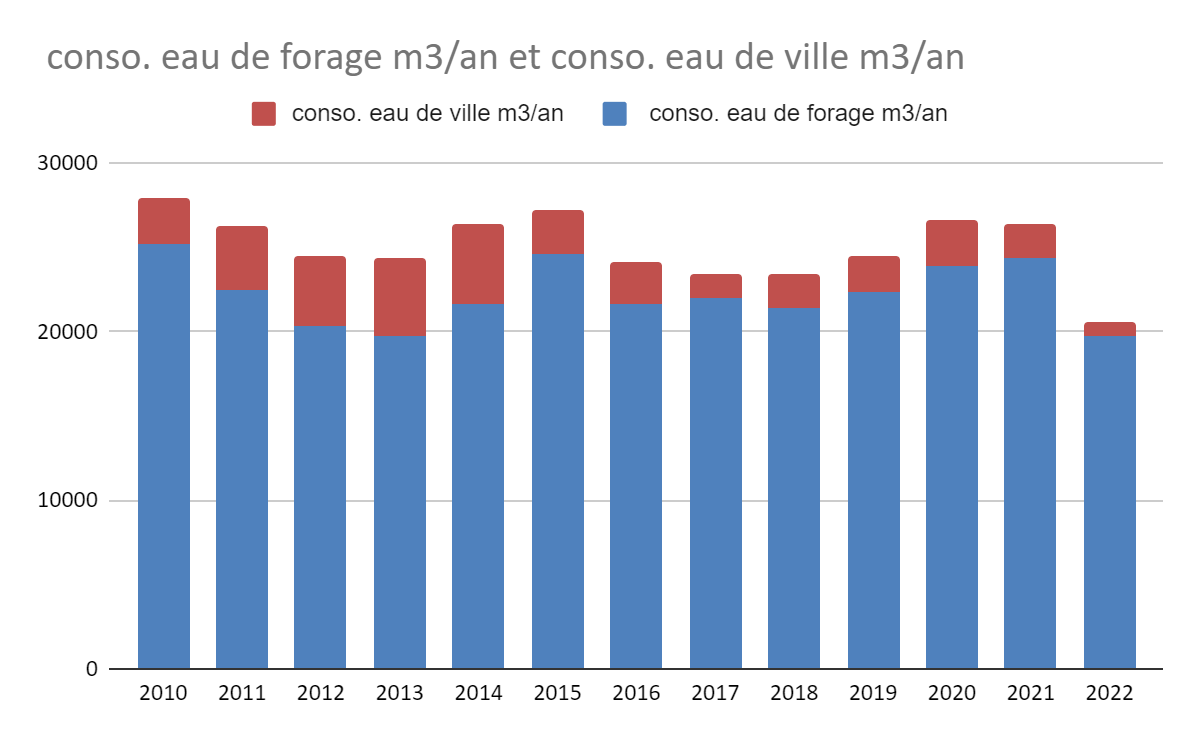 conso. eau de forage m3/an et conso. eau de ville m3/an
conso. eau de ville m3/an conso. eau de forage m3/an
30000
20000
10000
0
2010 2011 2012 2013 2014 2015 2016 2017 2018 2019 2020 2021 2022